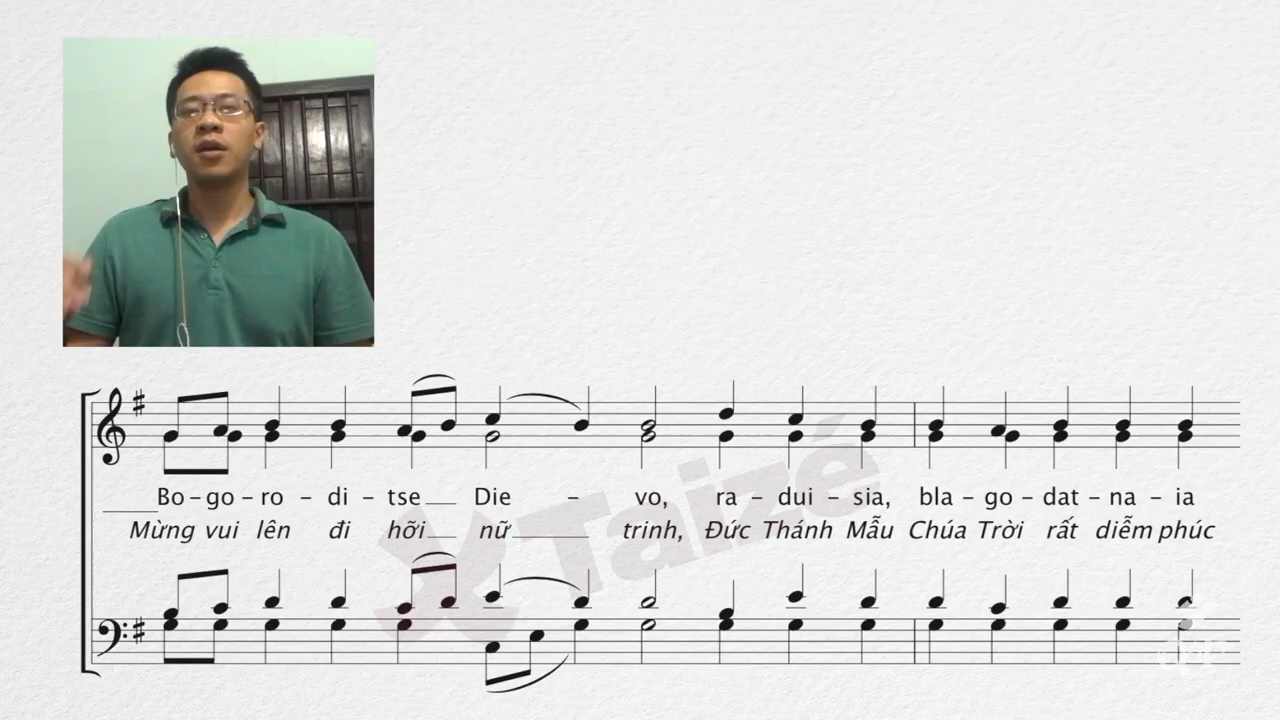 Bo – go – ro – di – tse Die – vo, ra – dui – sia, bla – go – dat – na – ia
Mừng vui lên đi hỡi nữ trinh, Đức Thánh Mẫu Chúa Trời rất diễm phúc
Taizé